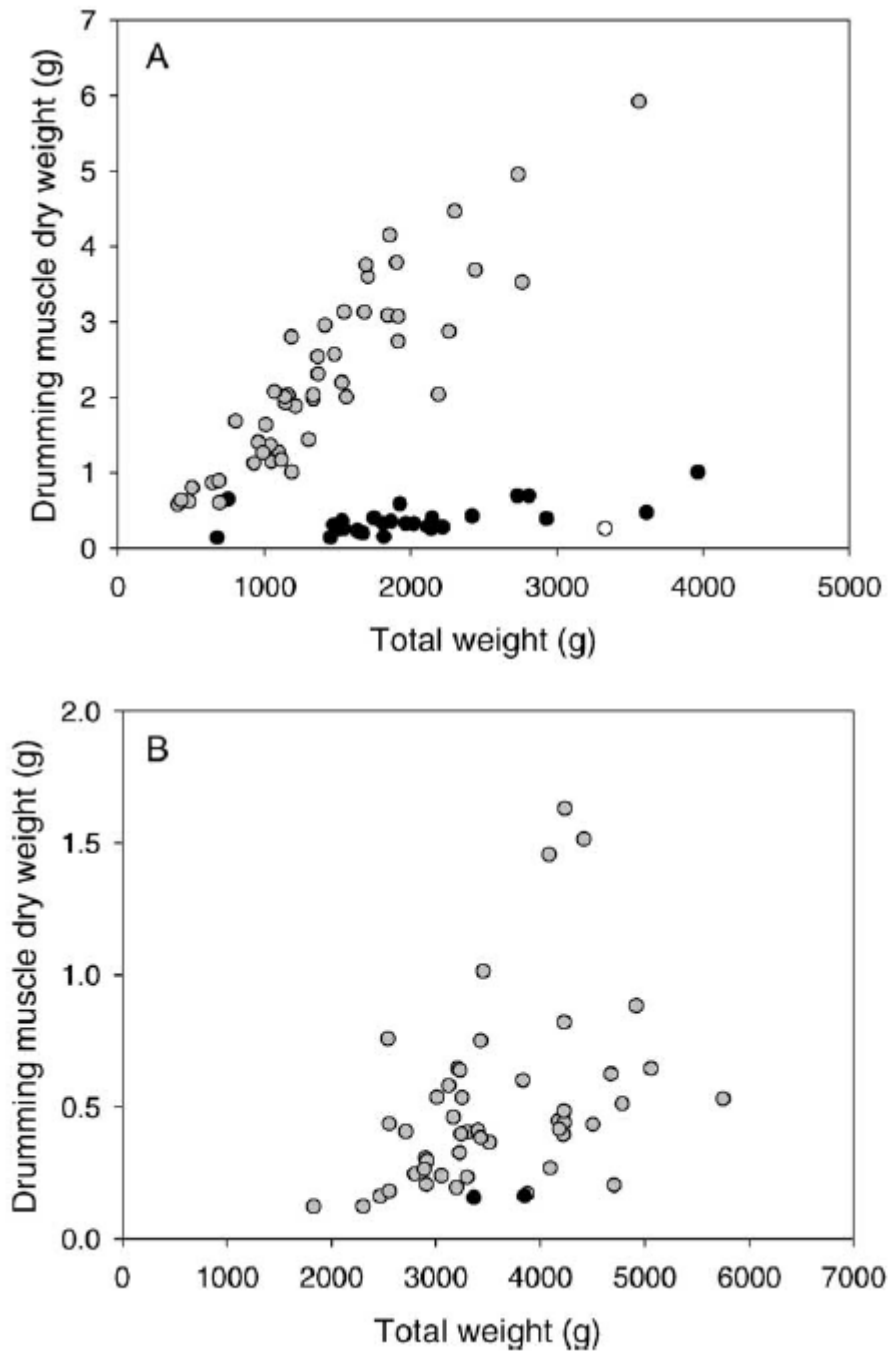 A
Drumming muscle dry weight (g)
7
6
5
4
3
2
1
0
0 1000 2000 3000 4000 5000
Total weight (g)
B
Drumming muscle dry weight (g)
2.0
1.5
1.0
0.5
0.0
0 1000 2000 3000 4000 5000 6000 7000
Total weight (g)